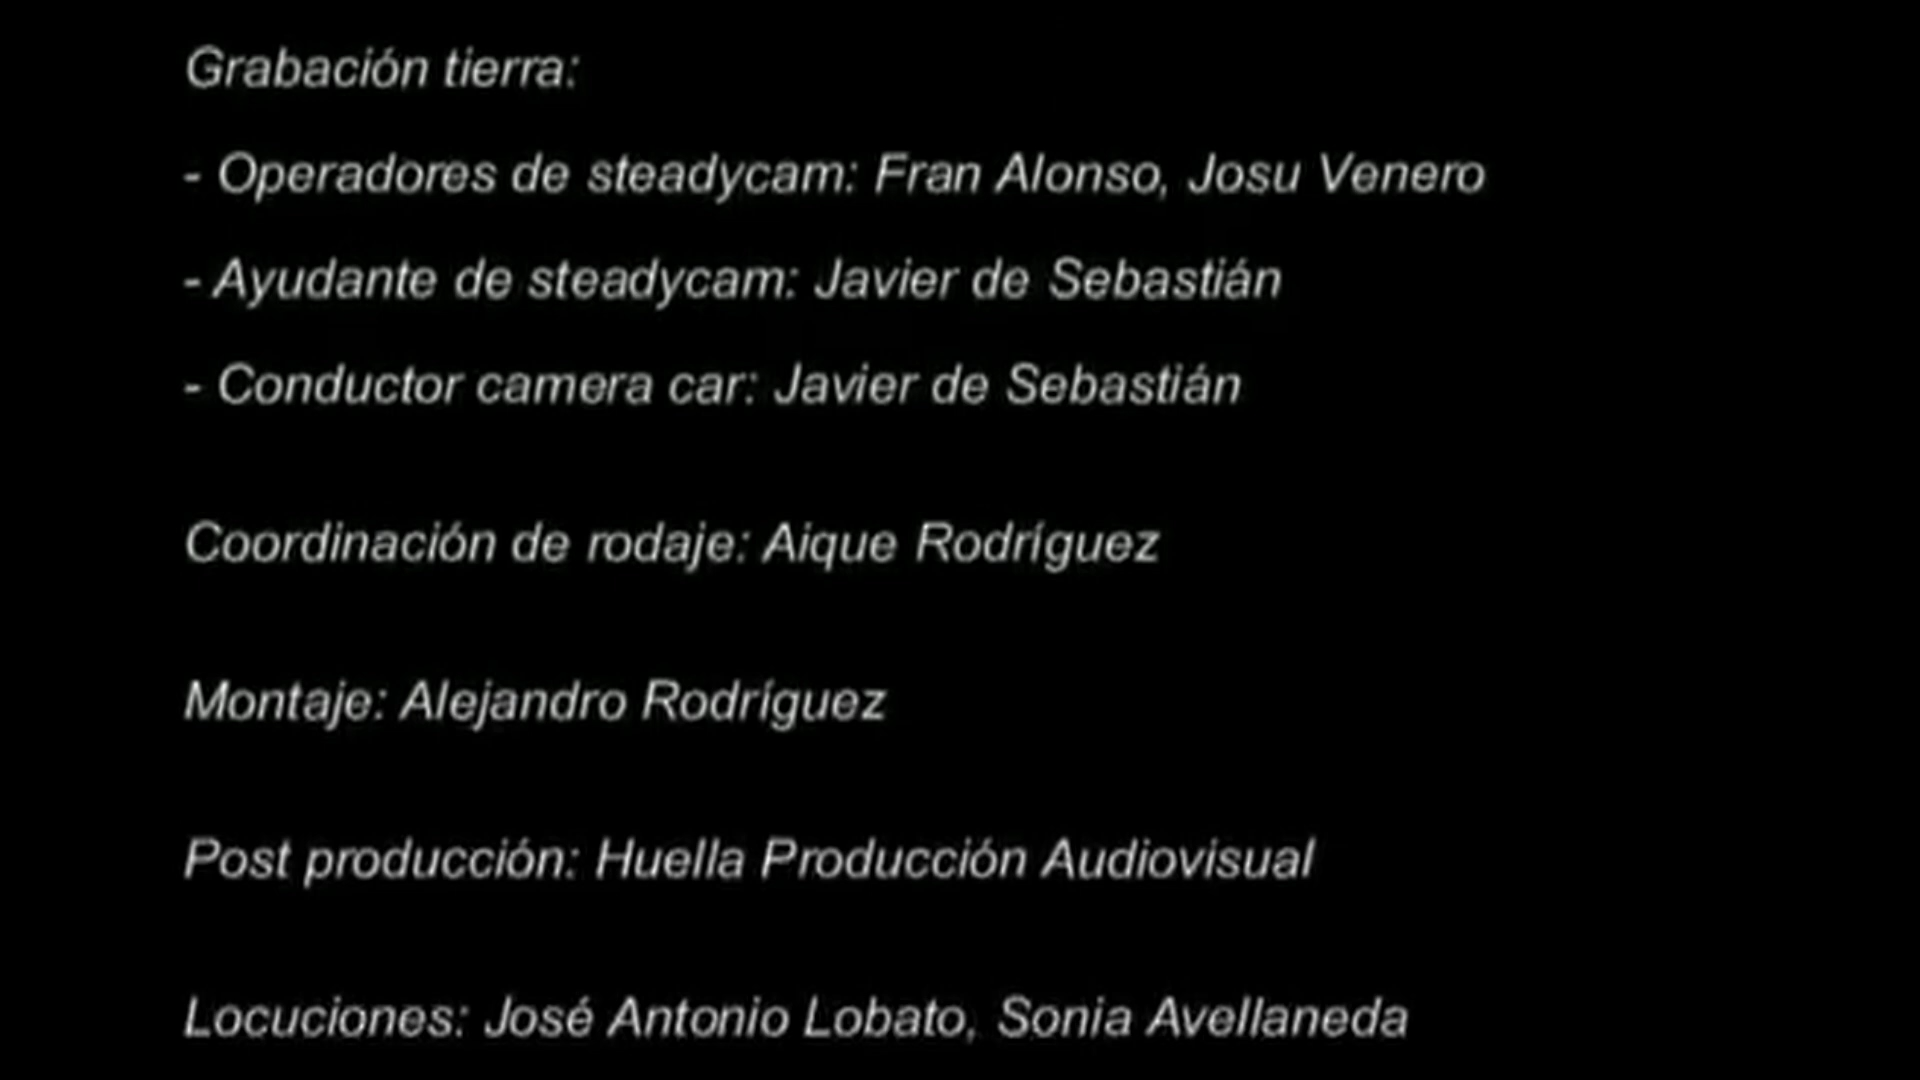 Grabación tierra:
- Operadores de steadycam: Fran Alonso, Josu Venero
- Ayudante de steadycam: Javier de Sebastián
- Conductor camera car: Javier de Sebastián
Coordinación de rodaje: Aique Rodríguez
Montaje: Alejandro Rodríguez
Post producción: Huella Producción Audiovisual
Locuciones: José Antonio Lobato, Sonia Avellaneda